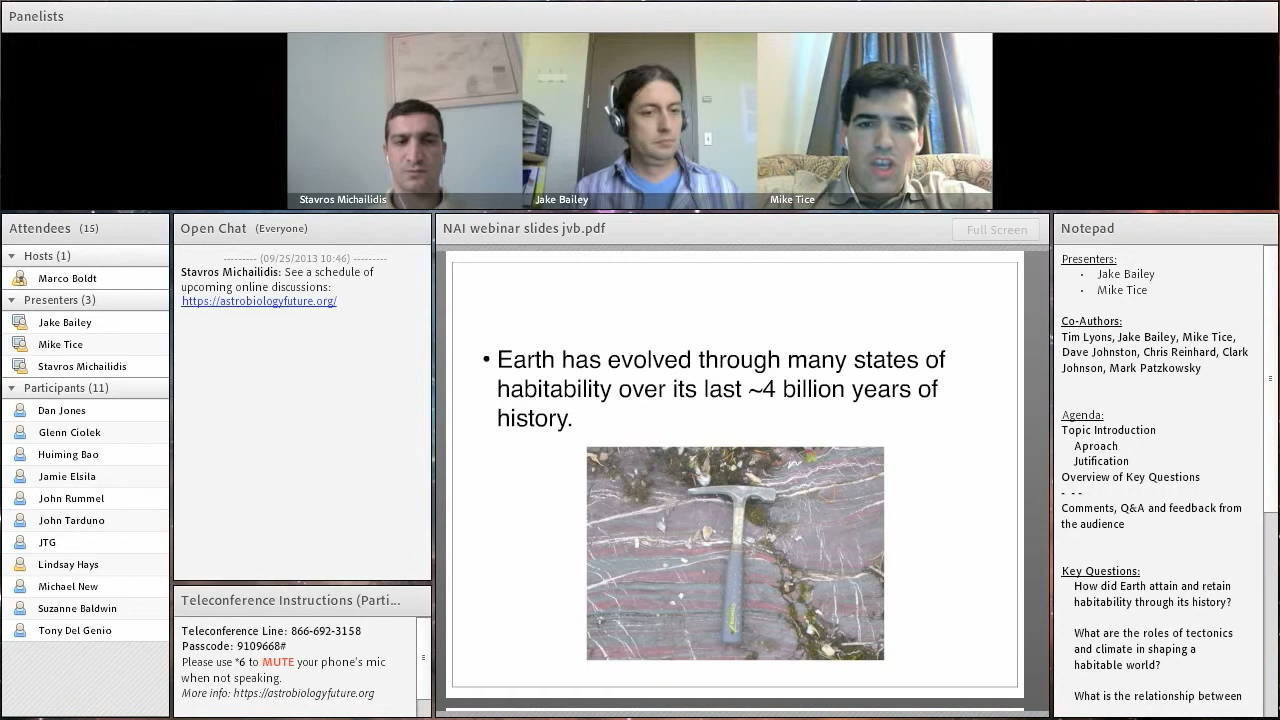 Panelists
Stavros Michailidis
Jake Bailey
Mike Tice
Attendees (15)
Hosts (1)
Marco Boldt
Presenters (3)
Jake Bailey
Mike Tice
Stavros Michailidis
Participants (11)
Dan Jones
Glenn Ciolek
Huiming Bao
Jamie Elsila
John Rummel
John Tarduno
JTG
Lindsay Hays
Michael New
Suzanne Baldwin
Tony Del Genio
Open Chat (Everyone)
--------- (09/25/2013 10:46) ---------
Stavros Michailidis: See a schedule of
upcoming online discussions:
https://astrobiologyfuture.org/
Teleconference Instructions (Parti...
Teleconference Line: 866-692-3158
Passcode: 9109668#
Please use *6 to MUTE your phone's mic
when not speaking.
More info: https://astrobiologyfuture.org
NAI webinar slides jvb.pdf
Full Screen
• Earth has evolved through many states of
habitability over its last ~4 billion years of
history.
Notepad
Presenters:
• Jake Bailey
• Mike Tice
Co-Authors:
Tim Lyons, Jake Bailey, Mike Tice,
Dave Johnston, Chris Reinhard, Clark
Johnson, Mark Patzkowsky
Agenda:
Topic Introduction
Aproach
Jutification
Overview of Key Questions
- - -
Comments, Q&A and feedback from
the audience
Key Questions:
How did Earth attain and retain
habitability through its history?
What are the roles of tectonics
and climate in shaping a
habitable world?
What is the relationship between